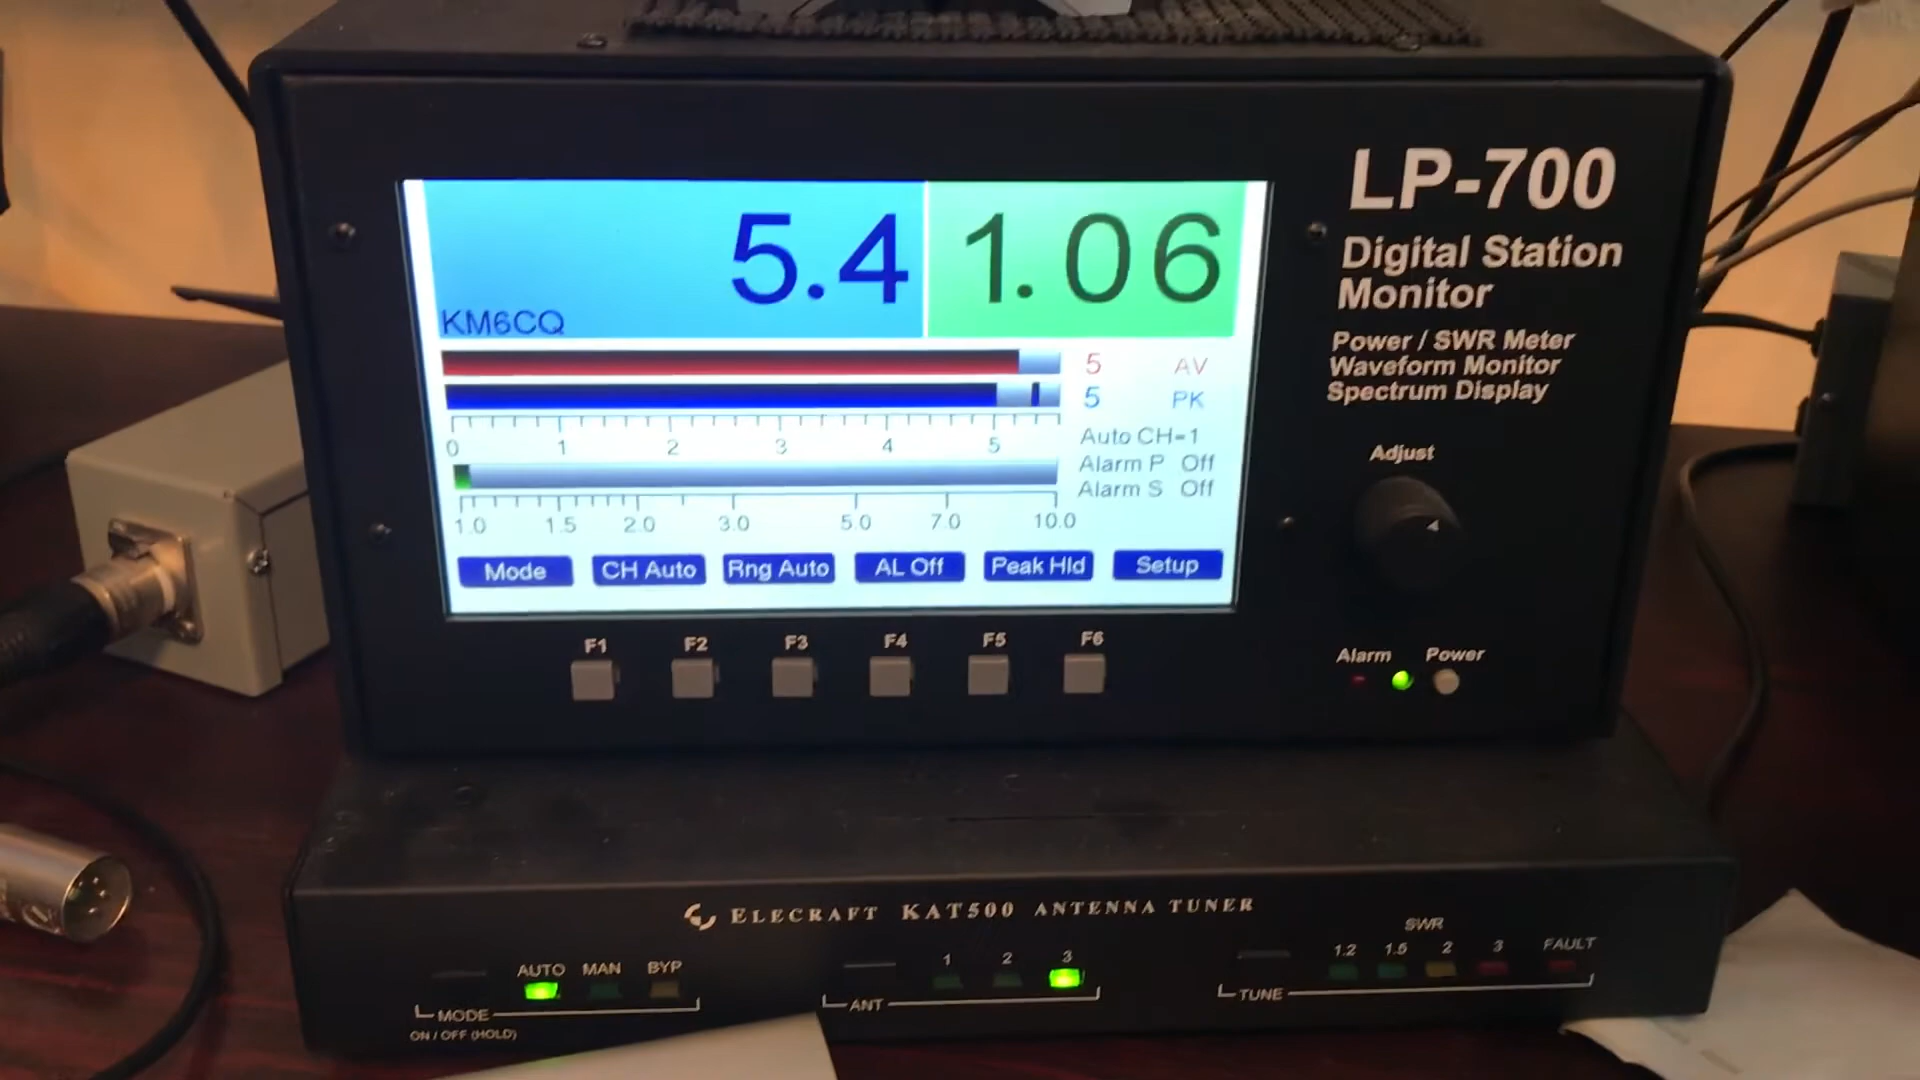 LP-700
Digital Station
Monitor
Power / SWR Meter
Waveform Monitor
Spectrum Display
5.4 1.06
KM6CQ
5 AV
5 PK
0 1 2 3 4 5
Auto CH=1
Alarm P Off
Alarm S Off
1.0 1.5 2.0 3.0 5.0 7.0 10.0
Mode CH Auto Rng Auto AL Off Peak Hld Setup
Adjust
F1 F2 F3 F4 F5 F6
Alarm Power
ELECRAFT KAT500 ANTENNA TUNER
AUTO MAN BYP
MODE
ON / OFF (HOLD)
1 2 3
ANT
SWR
1.2 1.5 2 3 FAULT
TUNE